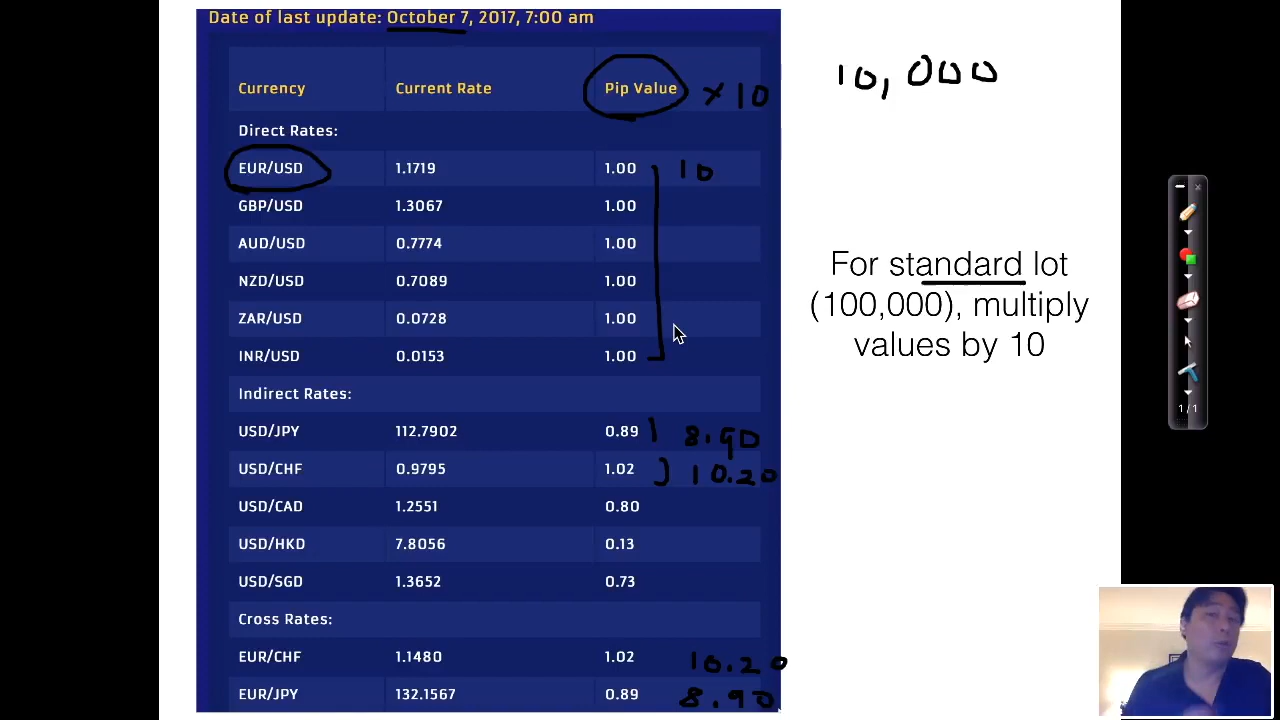 Date of last update: October 7, 2017, 7:00 am
10,000
Currency Current Rate Pip Value × 10
Direct Rates:
EUR/USD 1.1719 1.00 10
GBP/USD 1.3067 1.00
AUD/USD 0.7774 1.00
NZD/USD 0.7089 1.00
ZAR/USD 0.0728 1.00
INR/USD 0.0153 1.00
Indirect Rates:
USD/JPY 112.7902 0.89 8.90
USD/CHF 0.9795 1.02 10.20
USD/CAD 1.2551 0.80
USD/HKD 7.8056 0.13
USD/SGD 1.3652 0.73
Cross Rates:
EUR/CHF 1.1480 1.02 10.20
EUR/JPY 132.1567 0.89 8.90
For standard lot
(100,000), multiply
values by 10
1/1